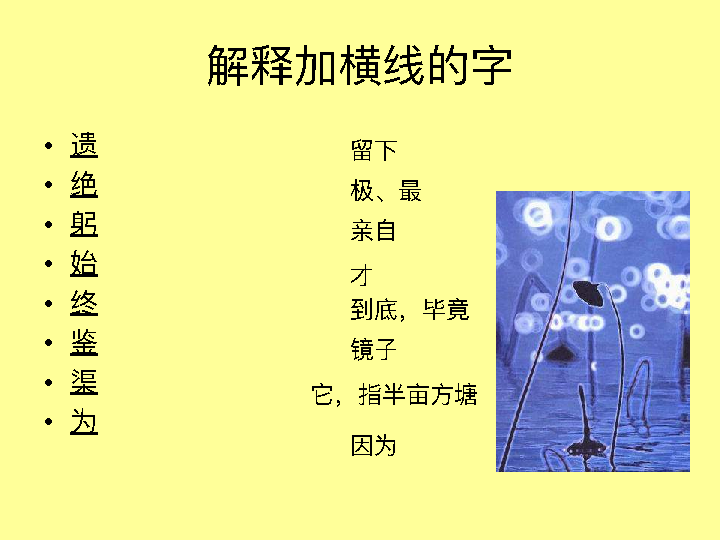 解释加横线的字
• 遗 留下
• 绝 极、最
• 躬 亲自
• 始 才
• 终 到底，毕竟
• 鉴 镜子
• 渠 它，指半亩方塘
• 为 因为